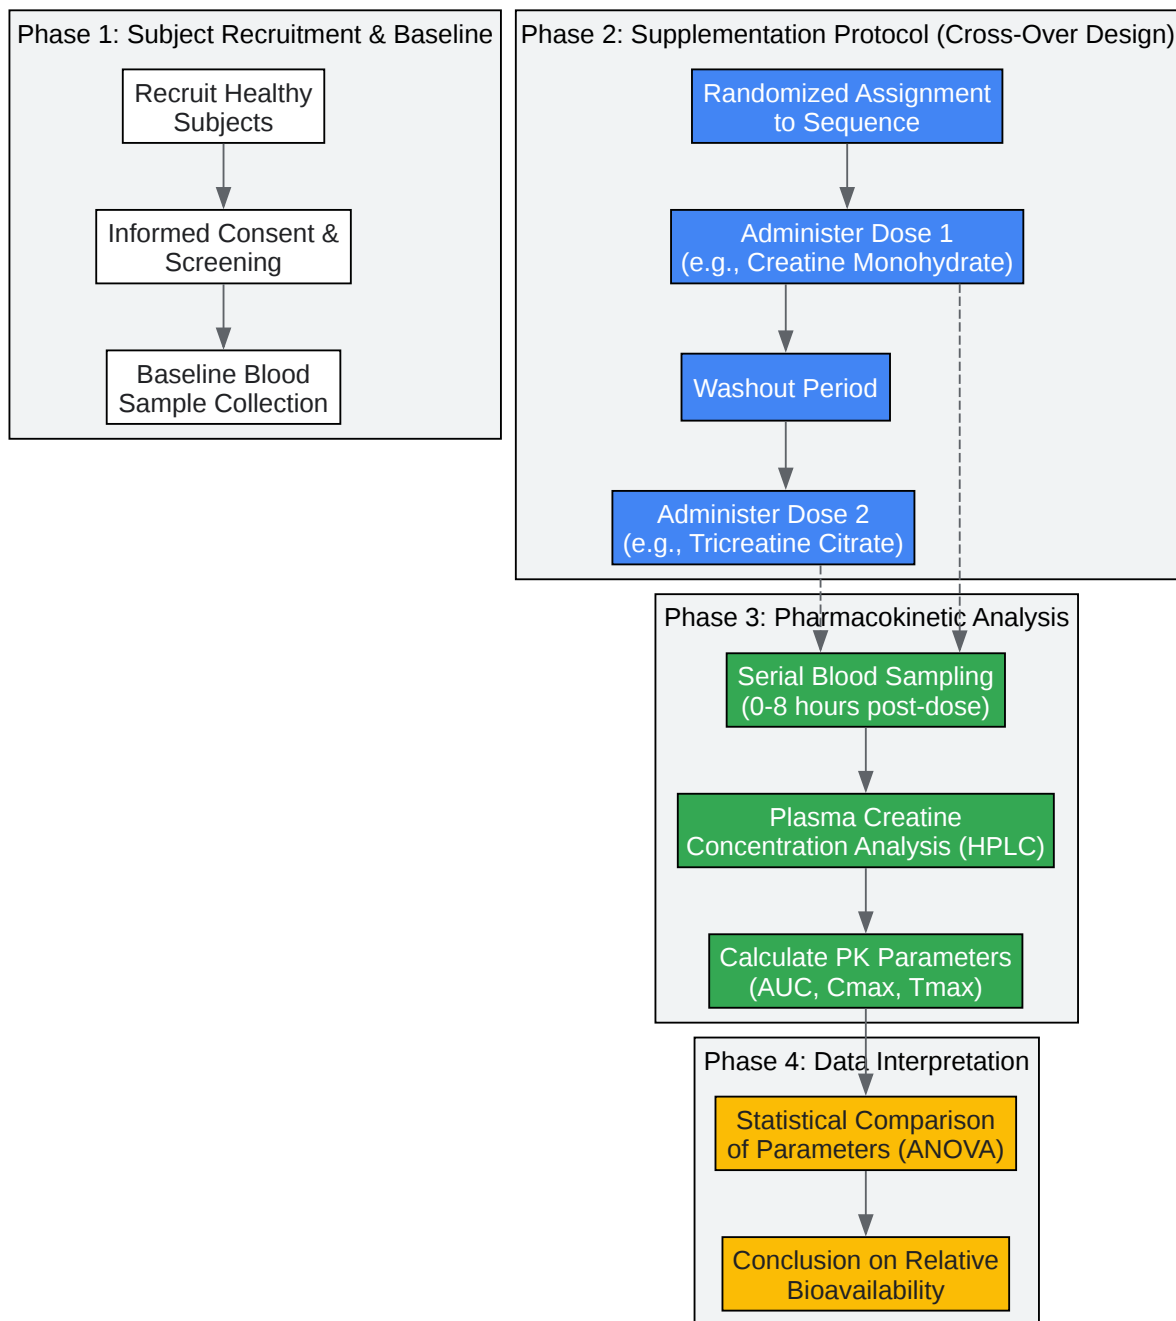 Phase 1: Subject Recruitment & Baseline
Recruit Healthy
Subjects
Informed Consent &
Screening
Baseline Blood
Sample Collection
Phase 2: Supplementation Protocol (Cross-Over Design)
Randomized Assignment
to Sequence
Administer Dose 1
(e.g., Creatine Monohydrate)
Washout Period
Administer Dose 2
(e.g., Tricreatine Citrate)
Phase 3: Pharmacokinetic Analysis
Serial Blood Sampling
(0-8 hours post-dose)
Plasma Creatine
Concentration Analysis (HPLC)
Calculate PK Parameters
(AUC, Cmax, Tmax)
Phase 4: Data Interpretation
Statistical Comparison
of Parameters (ANOVA)
Conclusion on Relative
Bioavailability